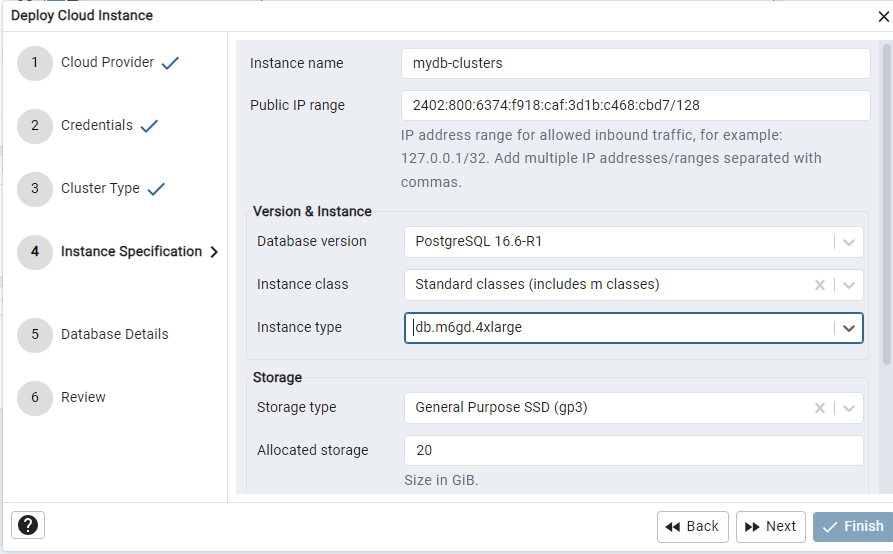 Deploy Cloud Instance
1 Cloud Provider
2 Credentials
3 Cluster Type
4 Instance Specification
5 Database Details
6 Review
Instance name mydb-clusters
Public IP range 2402:800:6374:f918:caf:3d1b:c468:cbd7/128
IP address range for allowed inbound traffic, for example:
127.0.0.1/32. Add multiple IP addresses/ranges separated with
commas.
Version & Instance
Database version PostgreSQL 16.6-R1
Instance class Standard classes (includes m classes)
Instance type db.m6gd.4xlarge
Storage
Storage type General Purpose SSD (gp3)
Allocated storage 20
Size in GiB.
? Back Next Finish